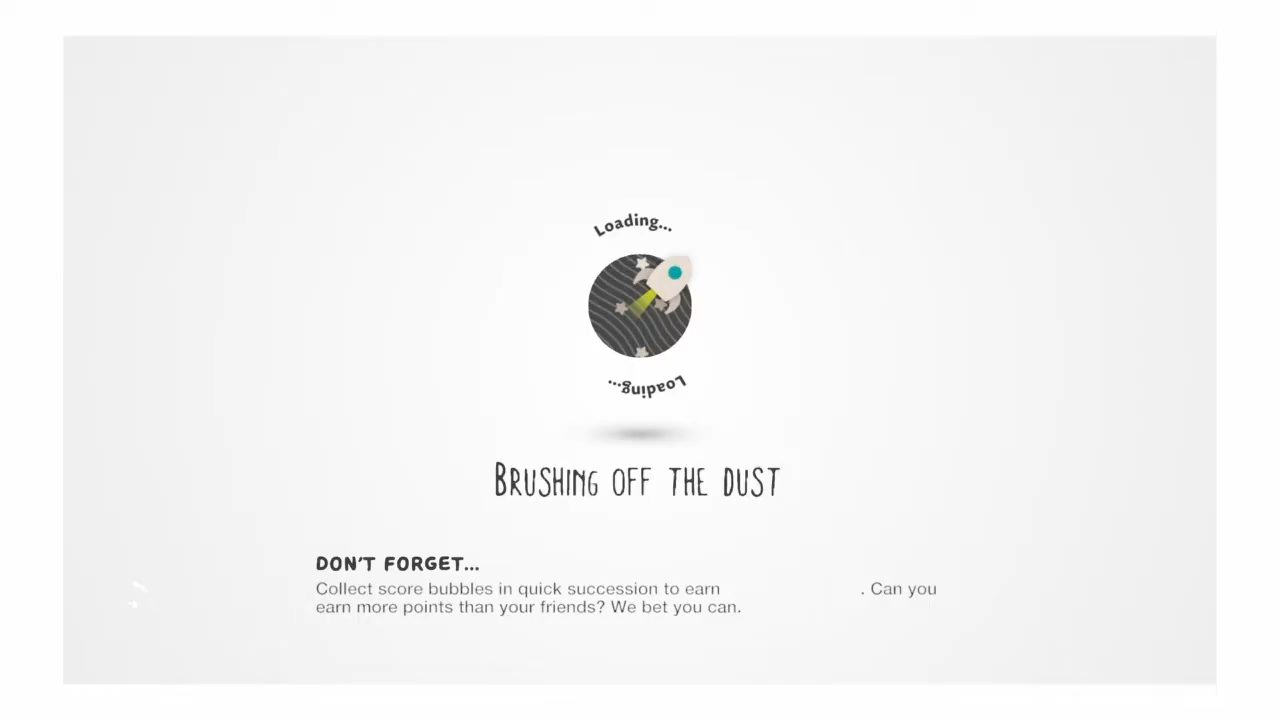 Loading...
Loading...
BRUSHING OFF THE DUST
DON'T FORGET...
Collect score bubbles in quick succession to earn . Can you
earn more points than your friends? We bet you can.